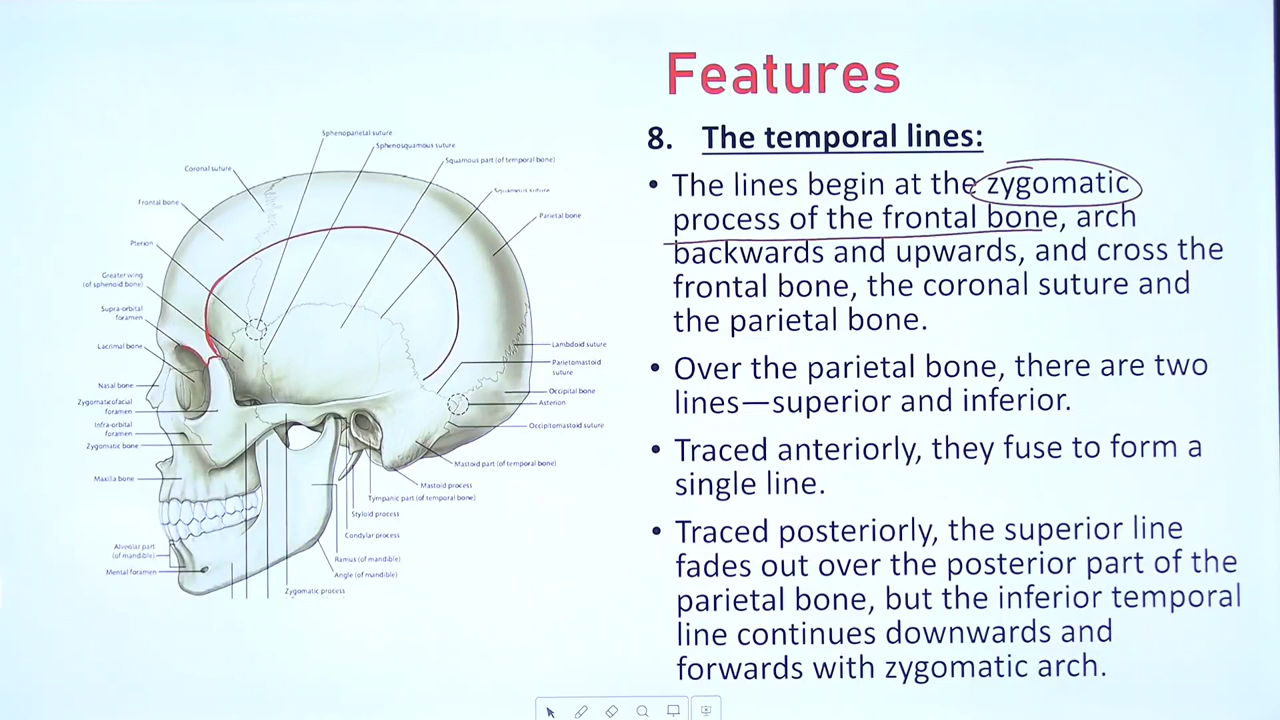 Features
8. The temporal lines:
• The lines begin at the zygomatic
process of the frontal bone, arch
backwards and upwards, and cross the
frontal bone, the coronal suture and
the parietal bone.
• Over the parietal bone, there are two
lines—superior and inferior.
• Traced anteriorly, they fuse to form a
single line.
• Traced posteriorly, the superior line
fades out over the posterior part of the
parietal bone, but the inferior temporal
line continues downwards and
forwards with zygomatic arch.
Sphenoparietal suture
Sphenosquamous suture
Squamous part (of temporal bone)
Squamous suture
Parietal bone
Coronal suture
Frontal bone
Pterion
Greater wing
(of sphenoid bone)
Supra-orbital
foramen
Lacrimal bone
Nasal bone
Zygomaticofacial
foramen
Infra-orbital
foramen
Zygomatic bone
Maxilla bone
Alveolar part
(of mandible)
Mental foramen
Lambdoid suture
Parietomastoid
suture
Occipital bone
Asterion
Occipitomastoid suture
Mastoid part (of temporal bone)
Mastoid process
Tympanic part (of temporal bone)
Styloid process
Condylar process
Ramus (of mandible)
Angle (of mandible)
Zygomatic process